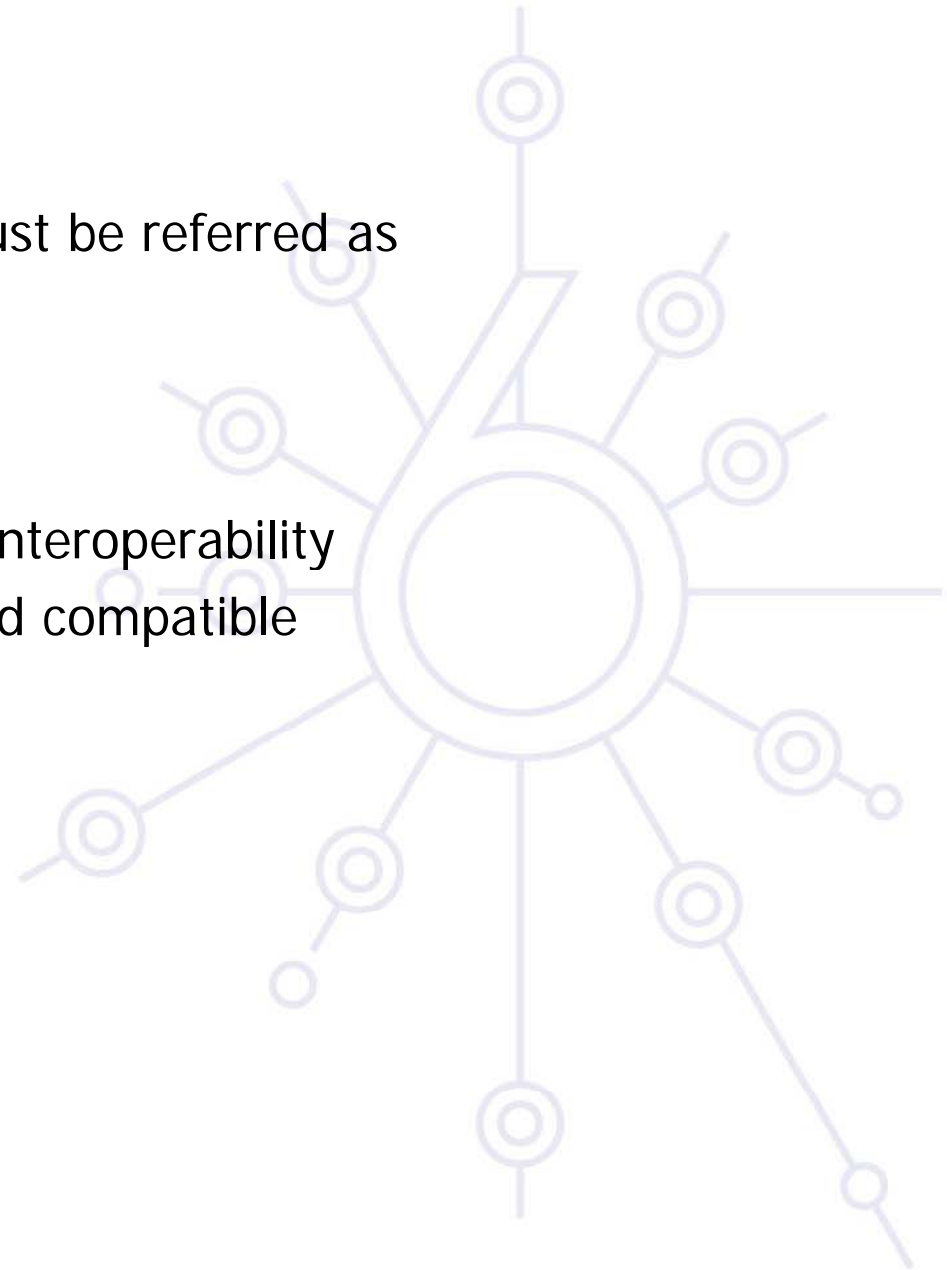 ust be referred as
nteroperability
d compatible